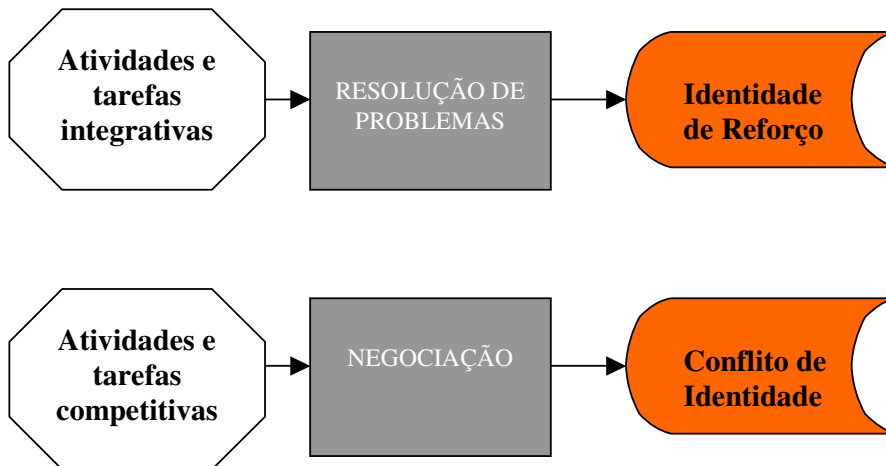 Atividades e
tarefas
integrativas
RESOLUÇÃO DE
PROBLEMAS
Identidade
de Reforço
Atividades e
tarefas
competitivas
NEGOCIAÇÃO
Conflito de
Identidade